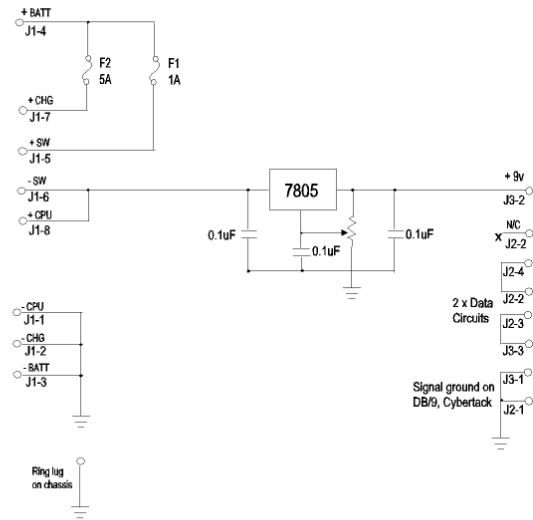 + BATT
J1-4
F2
5A
F1
1A
+ CHG
J1-7
+ SW
J1-5
- SW
J1-6
+ CPU
J1-8
7805
0.1uF
0.1uF
0.1uF
+ 9v
J3-2
N/C
x
J2-2
J2-4
J2-2
2 x Data
Circuits
J2-3
J3-3
- CPU
J1-1
- CHG
J1-2
- BATT
J1-3
J3-1
Signal ground on
DB/9, Cybertack
J2-1
Ring lug
on chassis